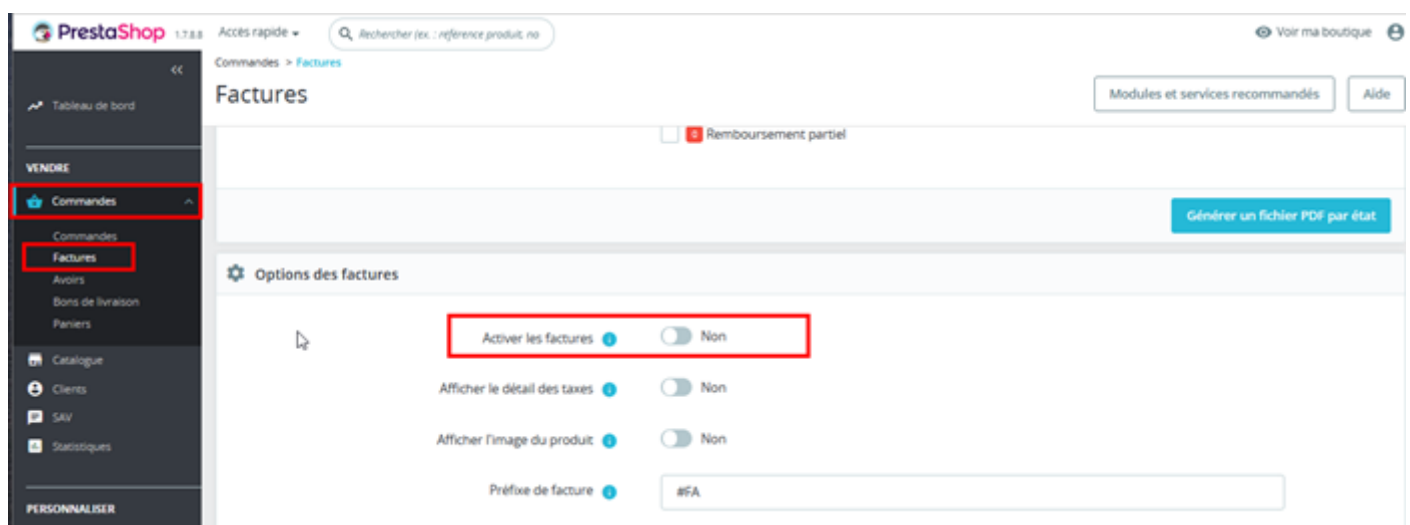 PrestaShop 1.7.8.8 Accès rapide Rechercher (ex. : référence produit, no Voir ma boutique
Commandes > Factures
Factures
Modules et services recommandés Aide
Tableau de bord
VENDRE
Commandes
Commandes
Factures
Avoirs
Bons de livraison
Paniers
Catalogue
Clients
SAV
Statistiques
PERSONNALISER
0 Remboursement partiel
Générer un fichier PDF par état
Options des factures
Activer les factures Non
Afficher le détail des taxes Non
Afficher l'image du produit Non
Préfixe de facture #FA